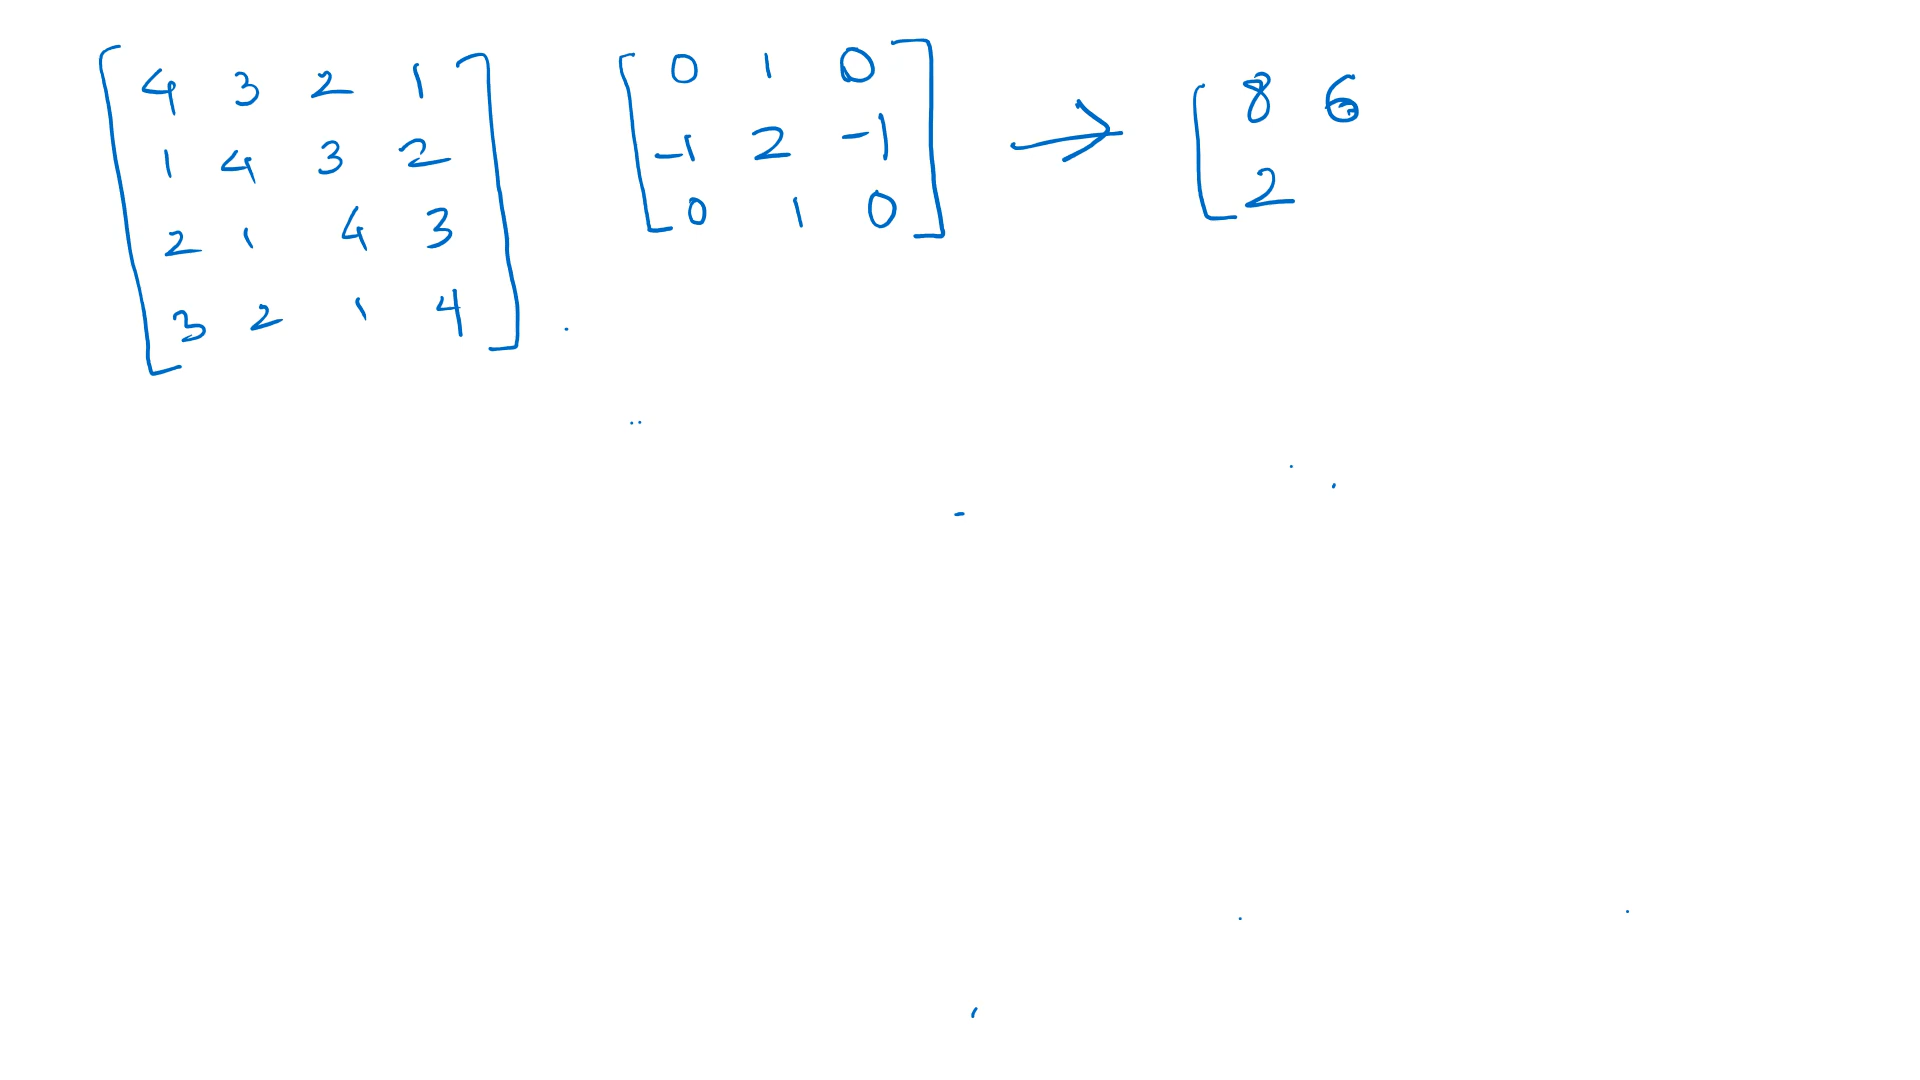 4 3 2 1 0 1 0 → 8 6
1 4 3 2 -1 2 -1 2
2 1 4 3 0 1 0
3 2 1 4